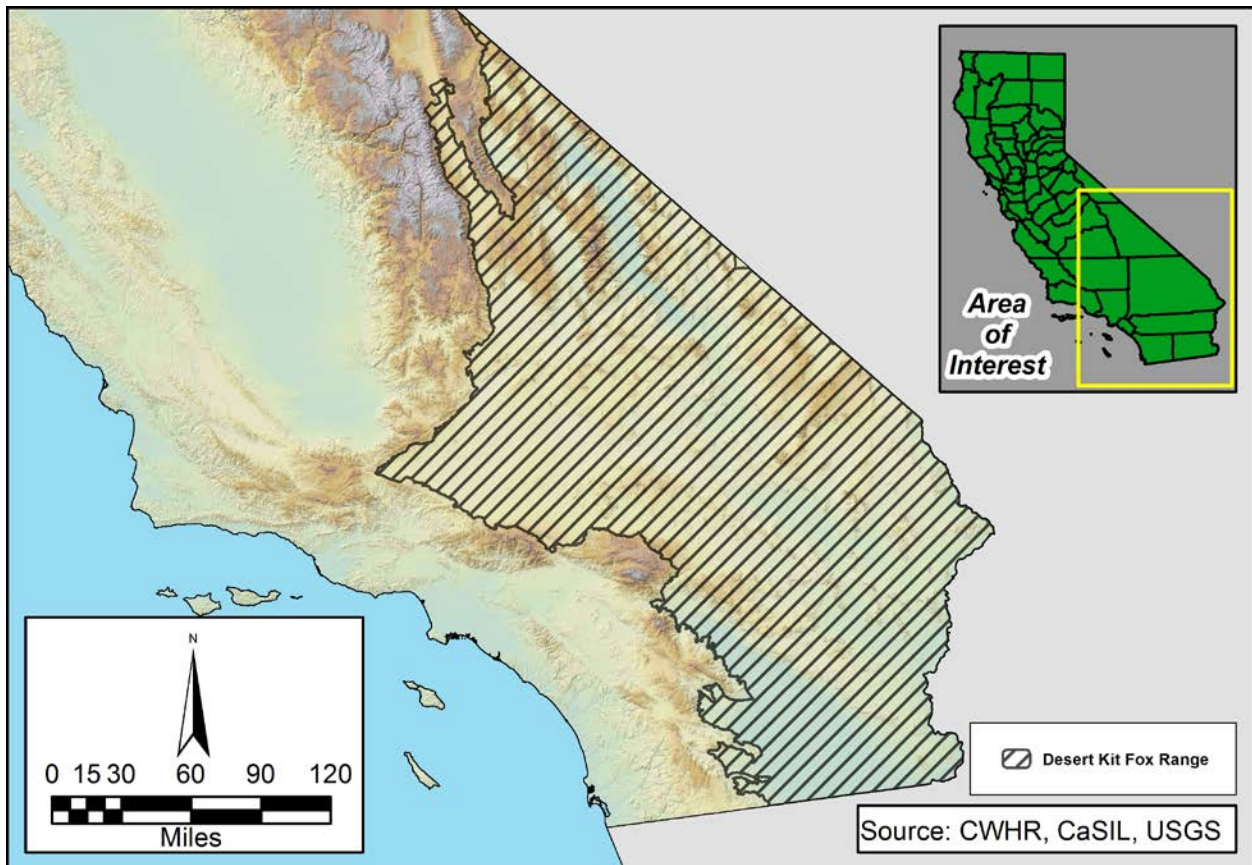 Area
of
Interest
N
0 15 30 60 90 120
Miles
Desert Kit Fox Range
Source: CWHR, CaSIL, USGS